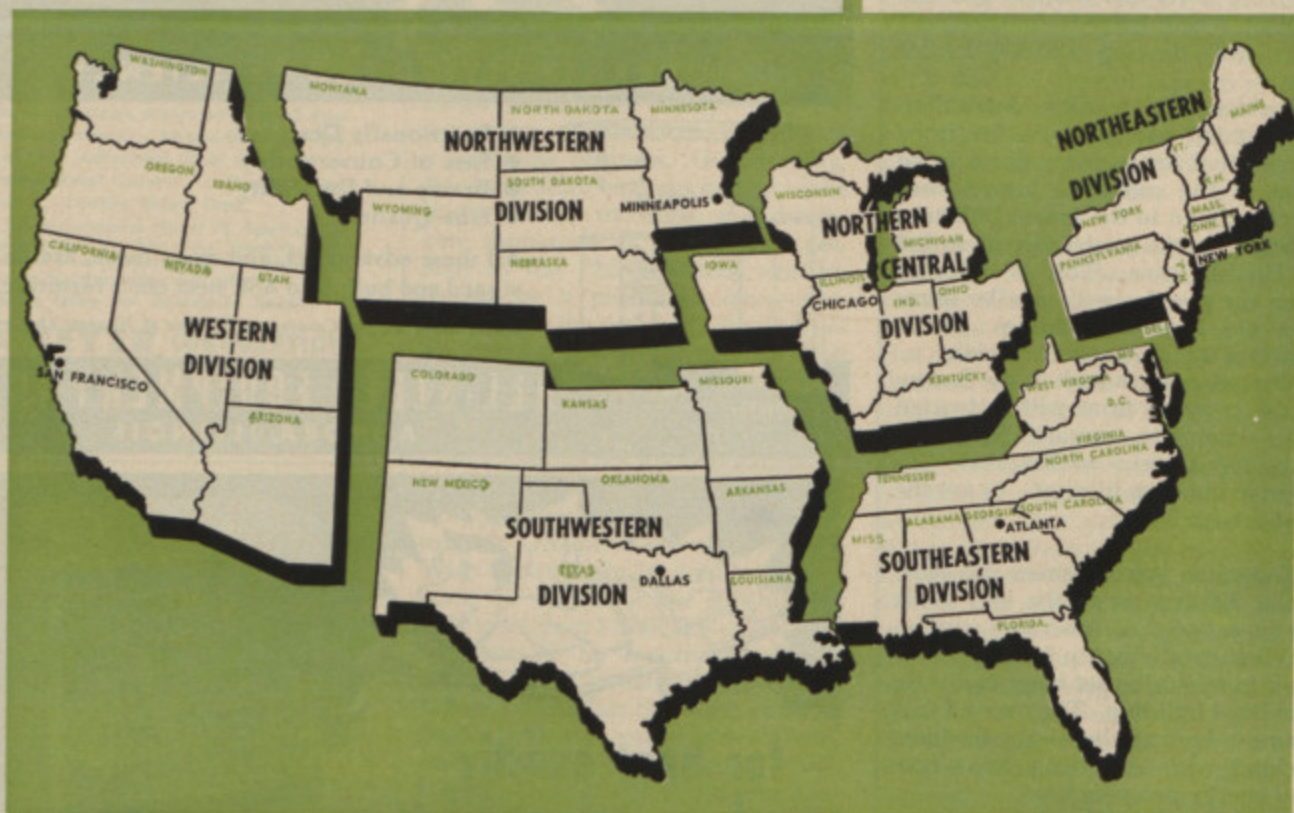 WASHINGTON
OREGON
IDAHO
CALIFORNIA
NEVADA
UTAH
ARIZONA
WESTERN
DIVISION
SAN FRANCISCO
MONTANA
NORTH DAKOTA
MINNESOTA
NORTHWESTERN
SOUTH DAKOTA
WYOMING
DIVISION
MINNEAPOLIS
NEBRASKA
WISCONSIN
NORTHERN
MICHIGAN
CENTRAL
IOWA
ILLINOIS
CHICAGO
IND.
OHIO
DIVISION
KENTUCKY
NORTHEASTERN
DIVISION
MAINE
VT.
N.H.
MASS.
NEW YORK
CONN.
PENNSYLVANIA
NEW YORK
N.J.
DEL.
COLORADO
KANSAS
MISSOURI
NEW MEXICO
OKLAHOMA
ARKANSAS
SOUTHWESTERN
TEXAS
DALLAS
LOUISIANA
DIVISION
MD.
WEST VIRGINIA
D.C.
VIRGINIA
NORTH CAROLINA
TENNESSEE
SOUTH CAROLINA
ALABAMA
GEORGIA
ATLANTA
MISS.
SOUTHEASTERN
DIVISION
FLORIDA